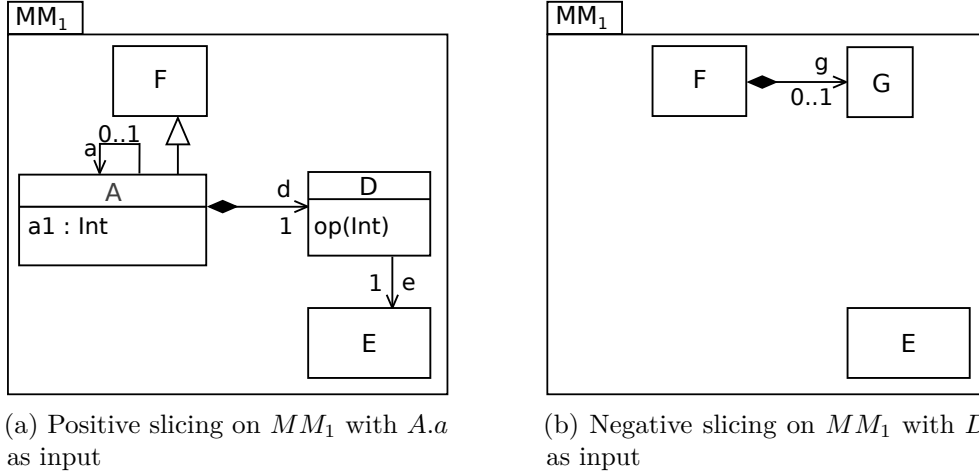 MM1
F
0..1
a
A
a1 : Int
d
1
D
op(Int)
1 e
E
(a) Positive slicing on MM1 with A.a
as input
MM1
F
g
0..1
G
E
(b) Negative slicing on MM1 with D
as input